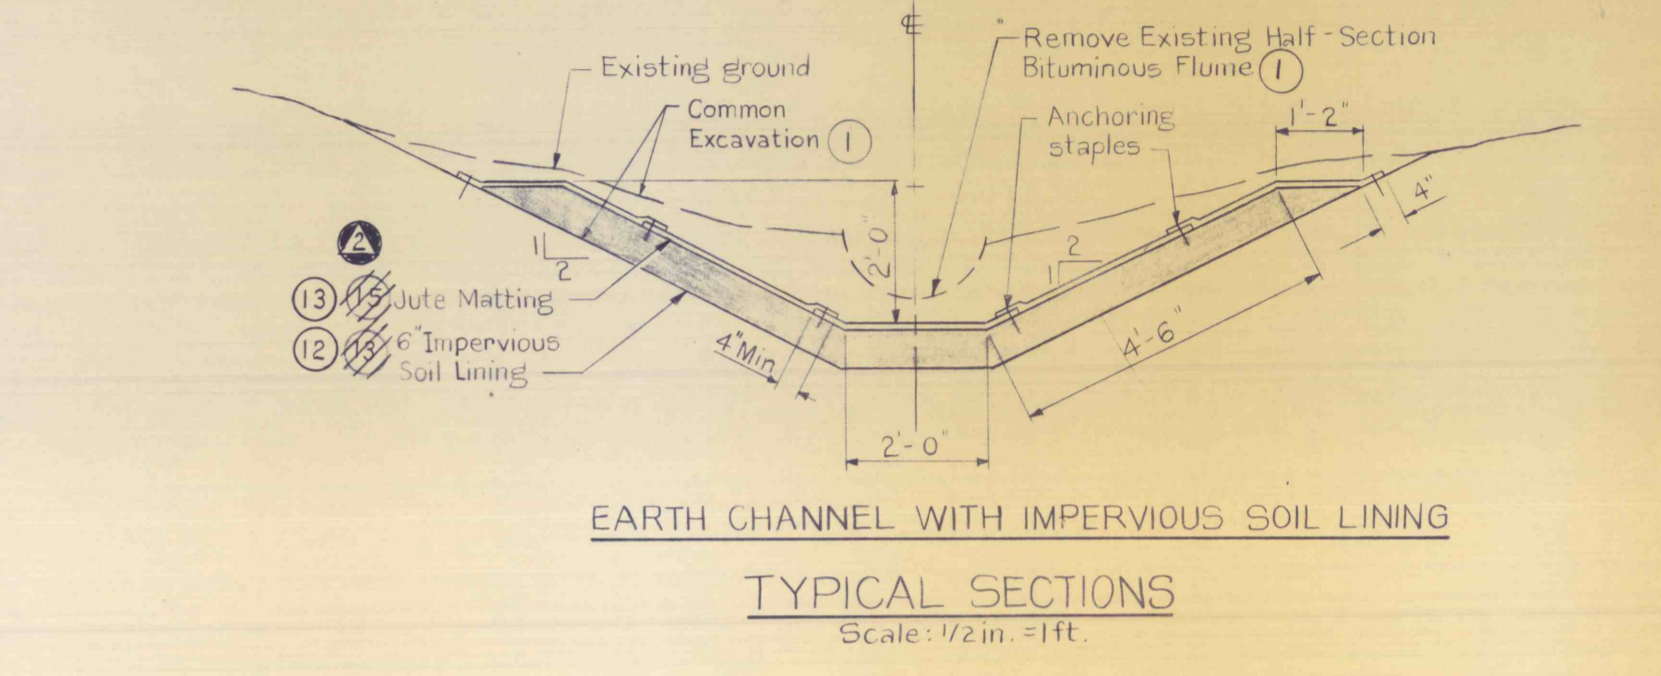 ℄
Remove Existing Half-Section
Bituminous Flume 1
Existing ground
Common
Excavation 1
Anchoring
staples
1'-2"
4"
2
13 15 Jute Matting
12 13 6" Impervious
Soil Lining
1
2
2'-0"
2
1
4" Min
4'-6"
2'-0"
EARTH CHANNEL WITH IMPERVIOUS SOIL LINING
TYPICAL SECTIONS
Scale: 1/2 in. = 1 ft.